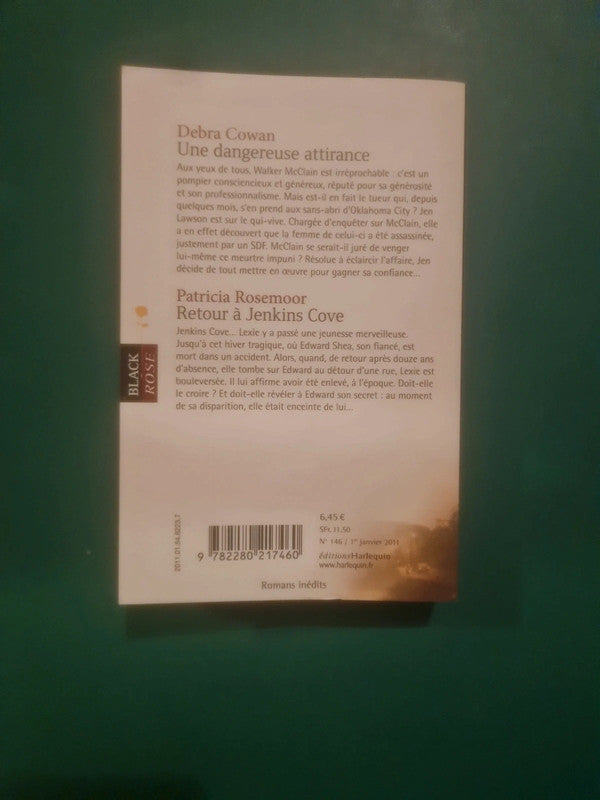 Debra Cowan
Une dangereuse attirance
Aux yeux de tous, Walker McClain est irréprochable : c'est un
pompier consciencieux et généreux, réputé pour sa générosité
et son professionnalisme. Mais est-il en fait le tueur qui, depuis
quelques mois, s'en prend aux sans-abri d'Oklahoma City ? Jen
Lawson est sur le qui-vive. Chargée d'enquêter sur McClain, elle
a en effet découvert que la femme de celui-ci a été assassinée,
justement par un SDF. McClain se serait-il juré de venger
lui-même ce meurtre impuni ? Résolue à éclaircir l'affaire, Jen
décide de tout mettre en œuvre pour gagner sa confiance...
Patricia Rosemoor
Retour à Jenkins Cove
Jenkins Cove... Lexie y a passé une jeunesse merveilleuse.
Jusqu'à cet hiver tragique, où Edward Shea, son fiancé, est
mort dans un accident. Alors, quand, de retour après douze ans
d'absence, elle tombe sur Edward au détour d'une rue, Lexie est
bouleversée. Il lui affirme avoir été enlevé, à l'époque. Doit-elle
le croire ? Et doit-elle révéler à Edward son secret : au moment
de sa disparition, elle était enceinte de lui...
BLACK
ROSE
2011.01.54.8223.7
9 782280 217460
6,45 €
SFr. 11.50
N° 146 / 1er janvier 2011
éditionsHarlequin
www.harlequin.fr
Romans inédits